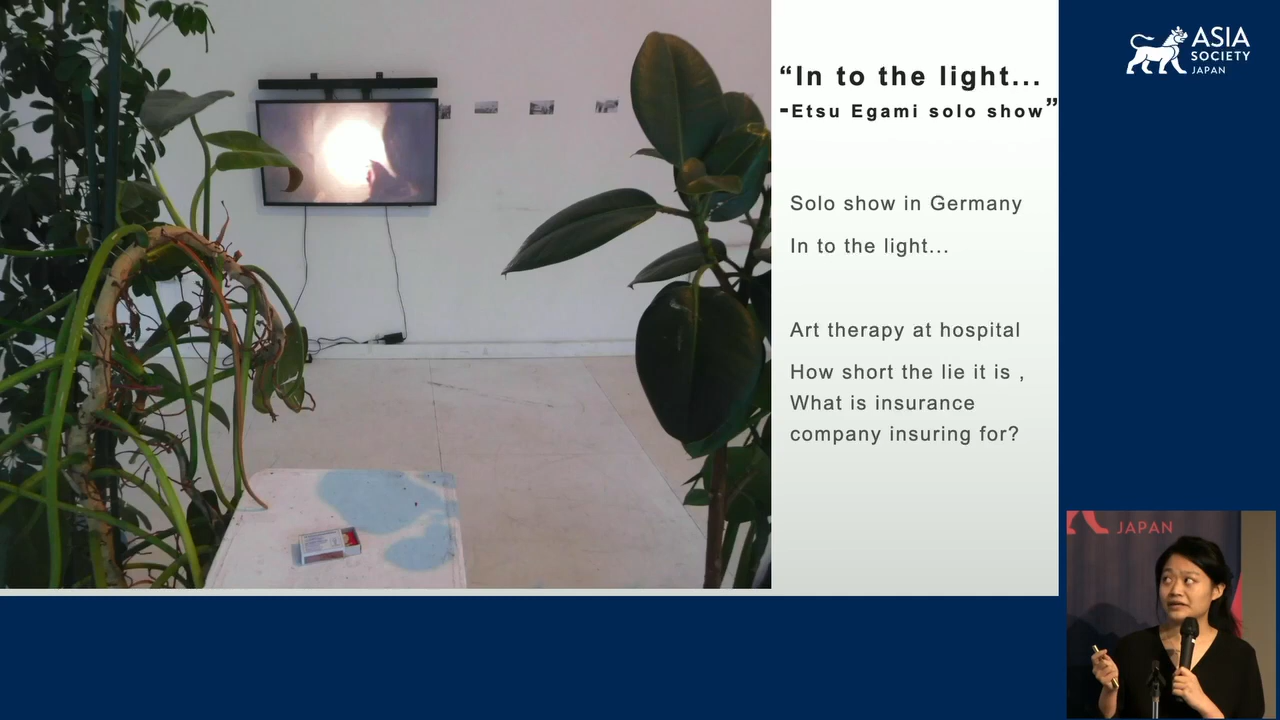 “In to the light...
-Etsu Egami solo show”
Solo show in Germany
In to the light...
Art therapy at hospital
How short the lie it is ,
What is insurance
company insuring for?
ASIA
SOCIETY
JAPAN
JAPAN